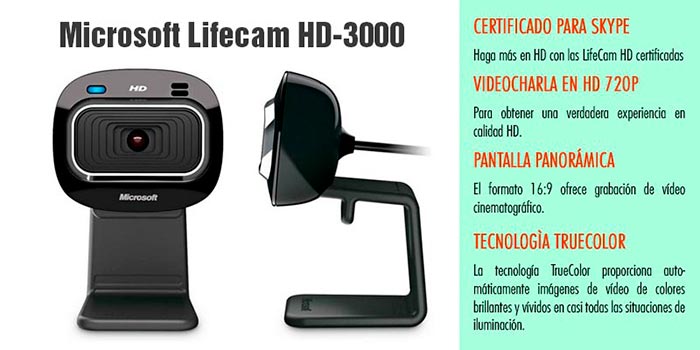 Microsoft Lifecam HD-3000
HD
Microsoft
CERTIFICADO PARA SKYPE
Haga más en HD con las LifeCam HD certificadas
VIDEOCHARLA EN HD 720P
Para obtener una verdadera experiencia en
calidad HD.
PANTALLA PANORÁMICA
El formato 16:9 ofrece grabación de vídeo
cinematográfico.
TECNOLOGÌA TRUECOLOR
La tecnología TrueColor proporciona auto-
máticamente imágenes de vídeo de colores
brillantes y vívidos en casi todas las situaciones de
iluminación.